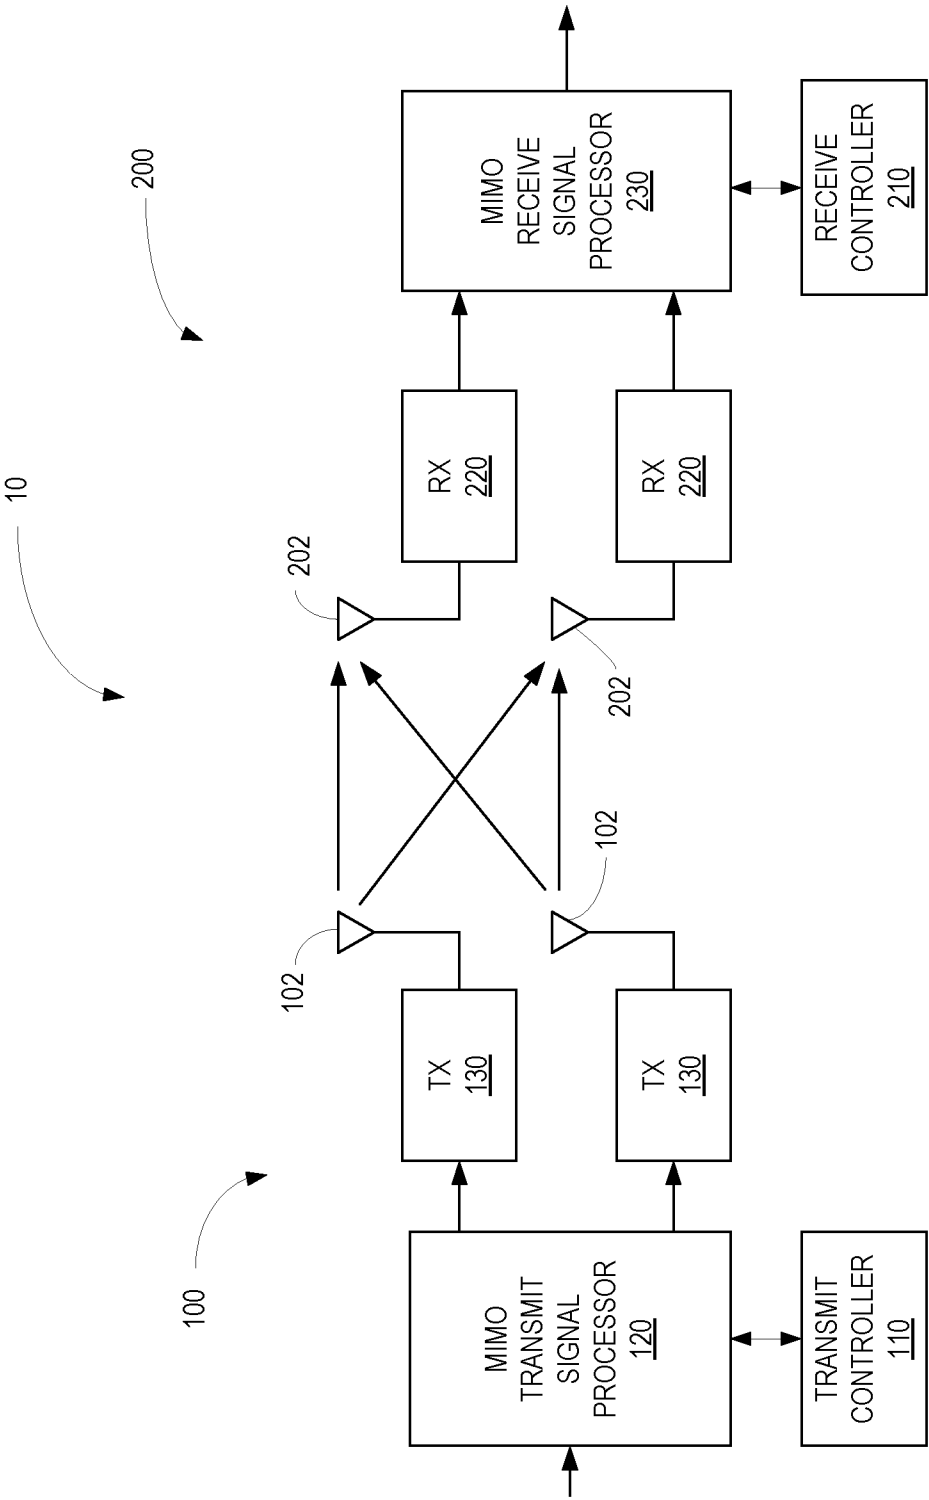 10
100
200
MIMO
TRANSMIT
SIGNAL
PROCESSOR
120
TRANSMIT
CONTROLLER
110
TX
130
TX
130
102
102
202
202
RX
220
RX
220
MIMO
RECEIVE
SIGNAL
PROCESSOR
230
RECEIVE
CONTROLLER
210